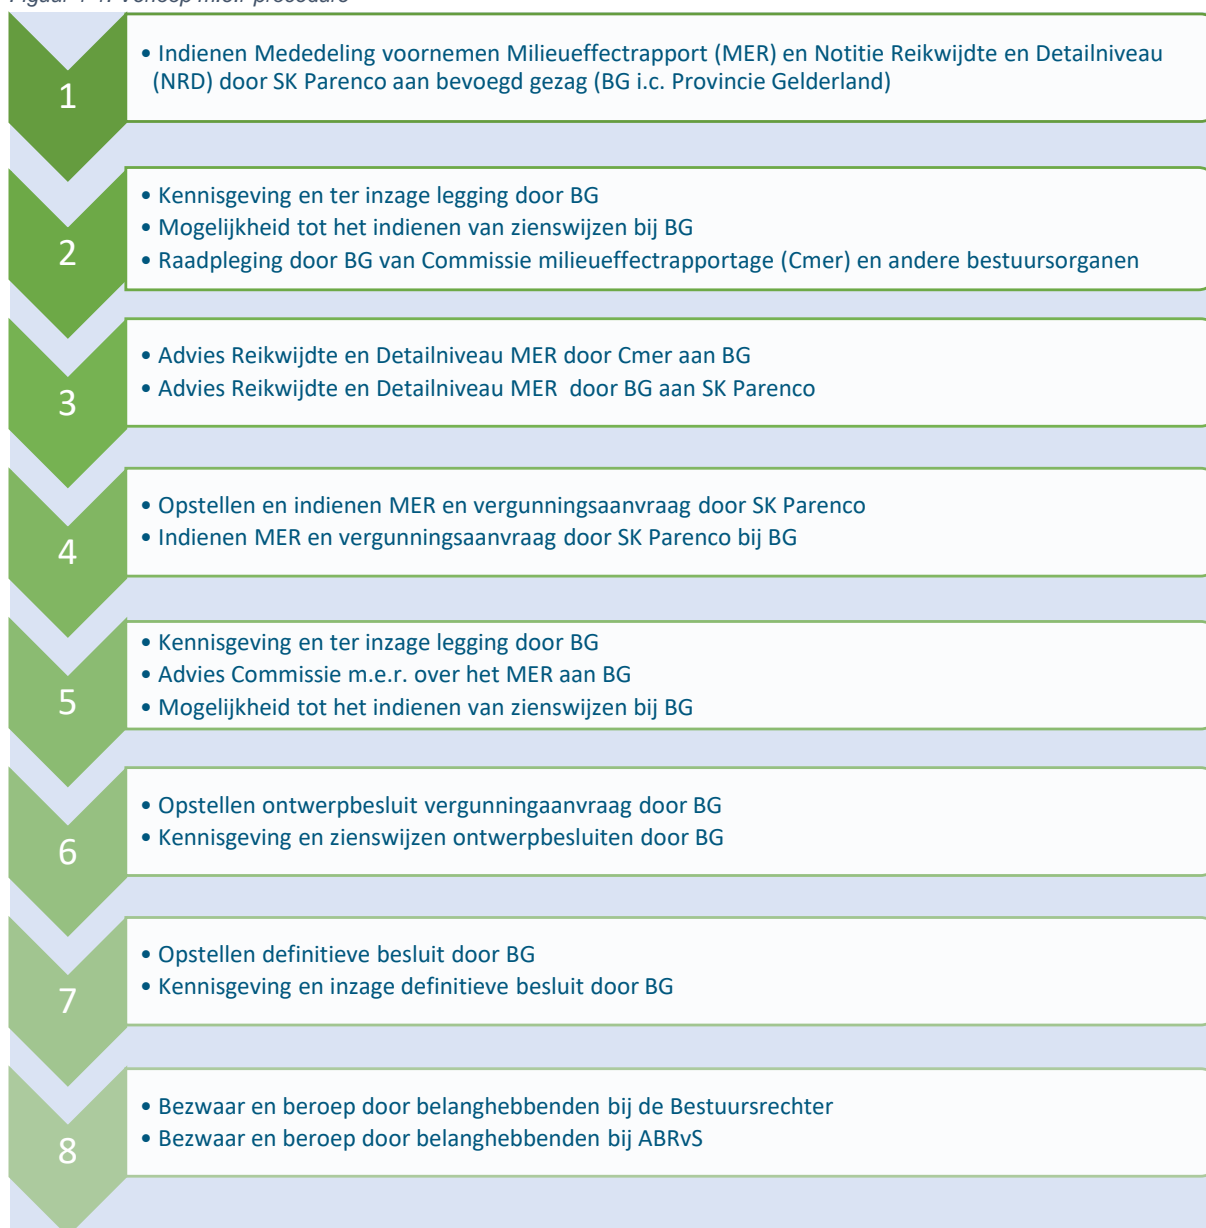 1
• Indienen Mededeling voornemen Milieueffectrapport (MER) en Notitie Reikwijdte en Detailniveau
(NRD) door SK Parenco aan bevoegd gezag (BG i.c. Provincie Gelderland)
2
• Kennisgeving en ter inzage legging door BG
• Mogelijkheid tot het indienen van zienswijzen bij BG
• Raadpleging door BG van Commissie milieueffectrapportage (Cmer) en andere bestuursorganen
3
• Advies Reikwijdte en Detailniveau MER door Cmer aan BG
• Advies Reikwijdte en Detailniveau MER  door BG aan SK Parenco
4
• Opstellen en indienen MER en vergunningsaanvraag door SK Parenco
• Indienen MER en vergunningsaanvraag door SK Parenco bij BG
5
• Kennisgeving en ter inzage legging door BG
• Advies Commissie m.e.r. over het MER aan BG
• Mogelijkheid tot het indienen van zienswijzen bij BG
6
• Opstellen ontwerpbesluit vergunningaanvraag door BG
• Kennisgeving en zienswijzen ontwerpbesluiten door BG
7
• Opstellen definitieve besluit door BG
• Kennisgeving en inzage definitieve besluit door BG
8
• Bezwaar en beroep door belanghebbenden bij de Bestuursrechter
• Bezwaar en beroep door belanghebbenden bij ABRvS